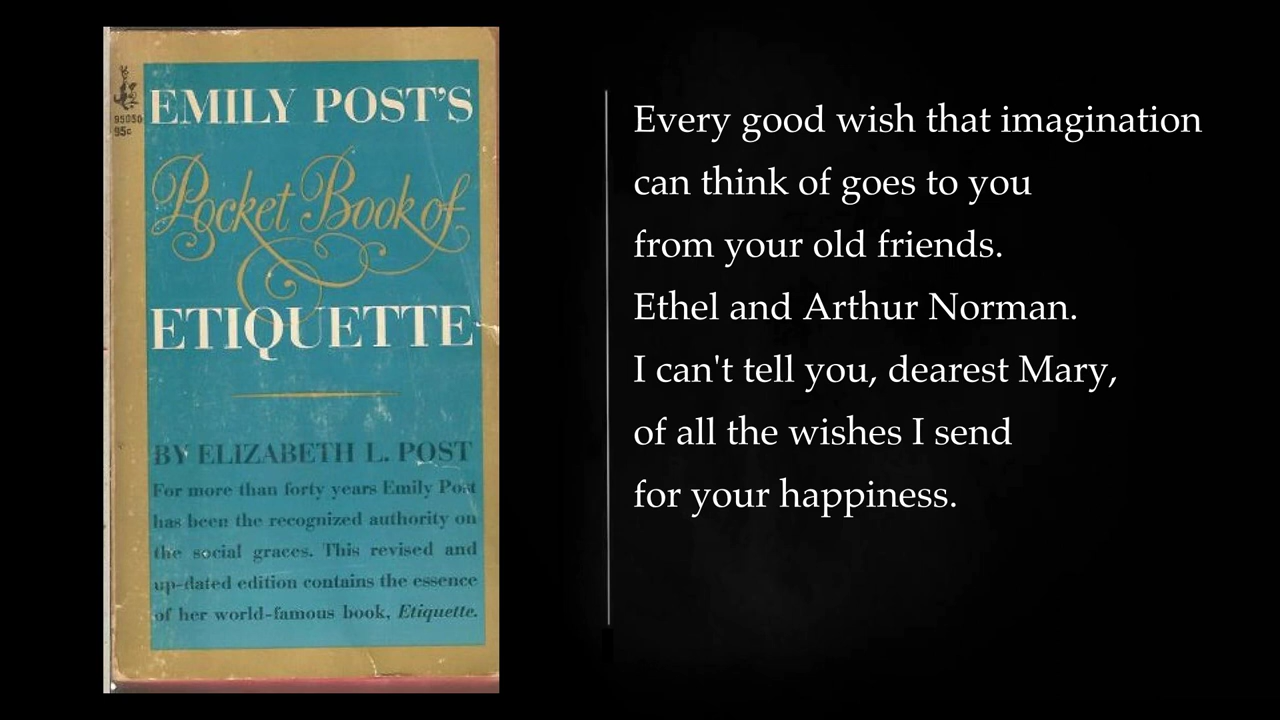 EMILY POST'S
95050
95c
Pocket Book of
ETIQUETTE
BY ELIZABETH L. POST
For more than forty years Emily Post
has been the recognized authority on
the social graces. This revised and
up-dated edition contains the essence
of her world-famous book, Etiquette.
Every good wish that imagination
can think of goes to you
from your old friends.
Ethel and Arthur Norman.
I can't tell you, dearest Mary,
of all the wishes I send
for your happiness.